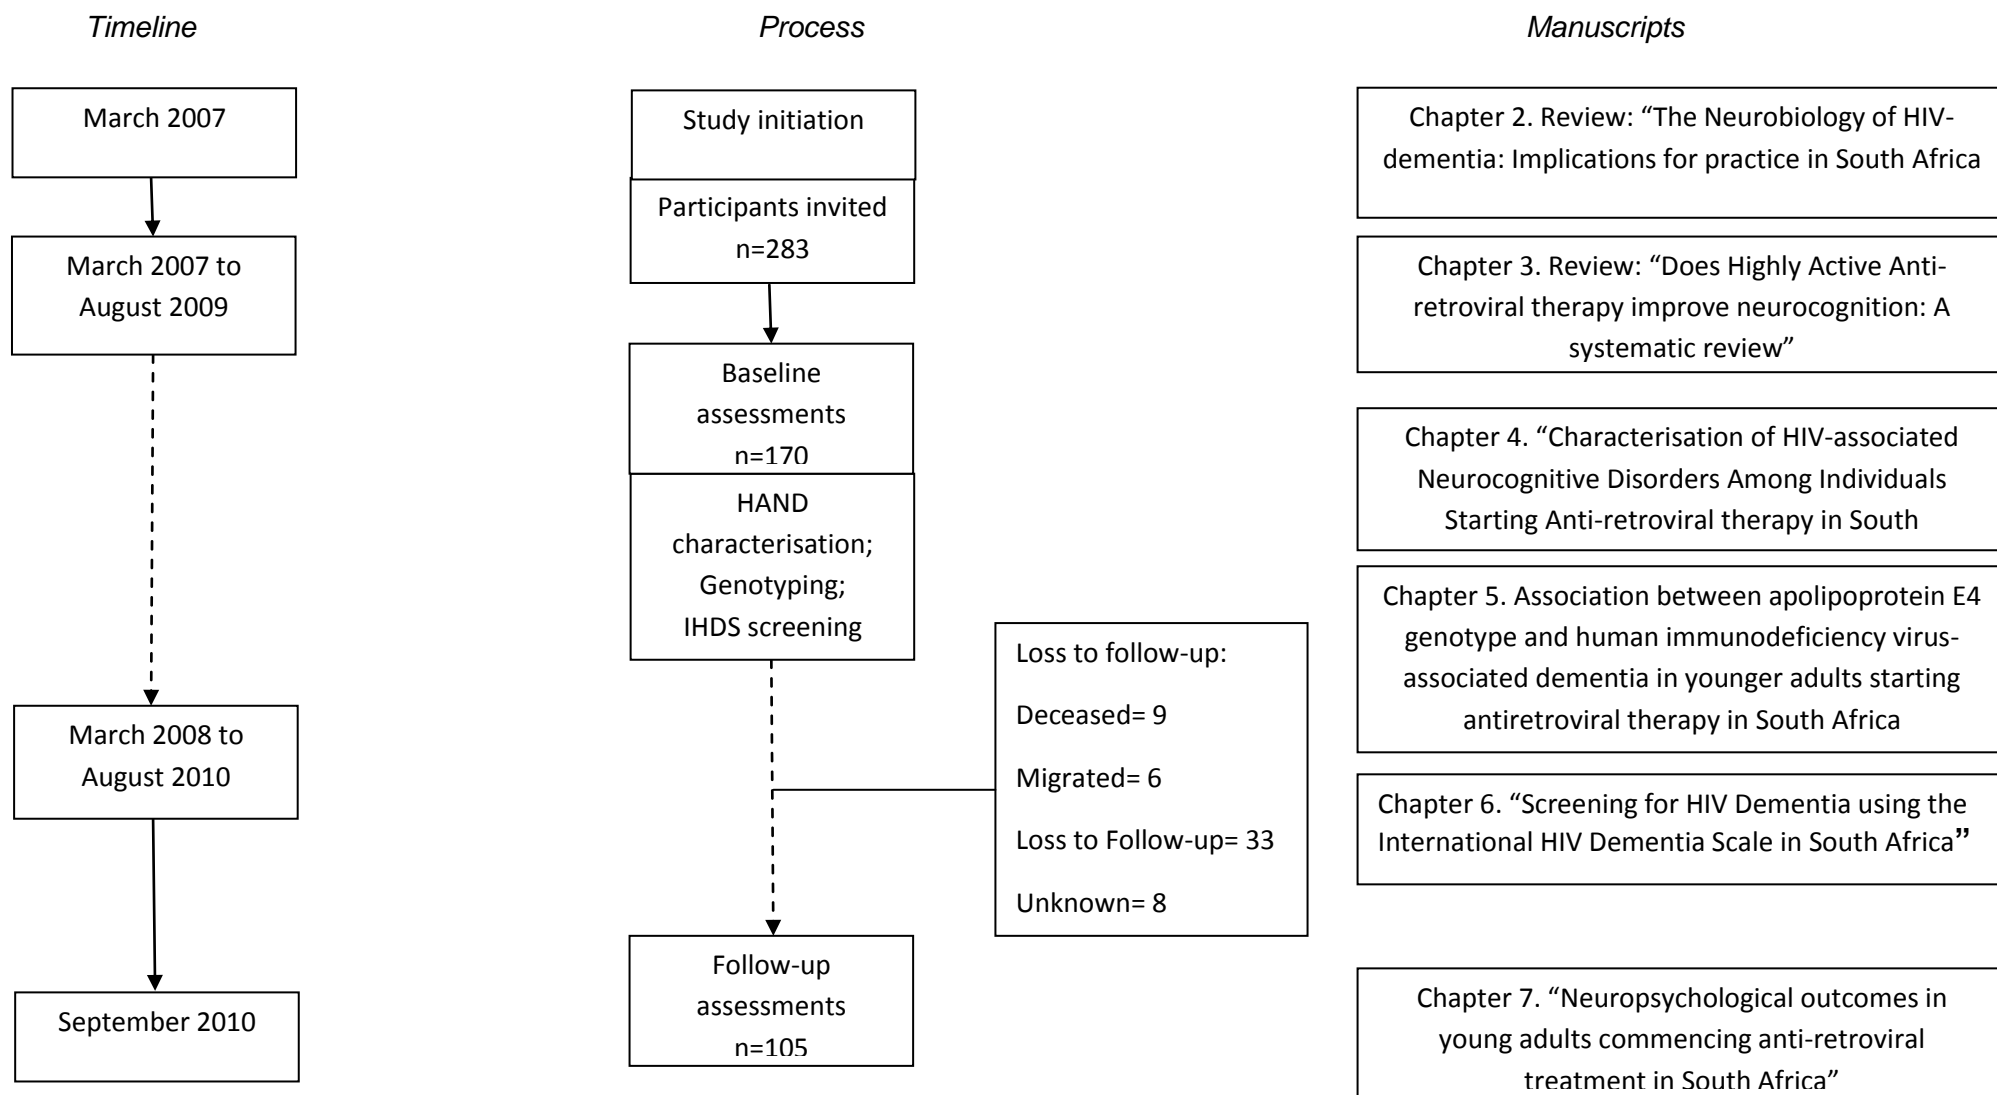 Timeline
Process
Manuscripts
March 2007
March 2007 to
August 2009
March 2008 to
August 2010
September 2010
Study initiation
Participants invited
n=283
Baseline
assessments
n=170
HAND
characterisation;
Genotyping;
IHDS screening
Loss to follow-up:
Deceased= 9
Migrated= 6
Loss to Follow-up= 33
Unknown= 8
Follow-up
assessments
n=105
Chapter 2. Review: “The Neurobiology of HIV-
dementia: Implications for practice in South Africa
Chapter 3. Review: “Does Highly Active Anti-
retroviral therapy improve neurocognition: A
systematic review”
Chapter 4. “Characterisation of HIV-associated
Neurocognitive Disorders Among Individuals
Starting Anti-retroviral therapy in South
Chapter 5. Association between apolipoprotein E4
genotype and human immunodeficiency virus-
associated dementia in younger adults starting
antiretroviral therapy in South Africa
Chapter 6. “Screening for HIV Dementia using the
International HIV Dementia Scale in South Africa”
Chapter 7. “Neuropsychological outcomes in
young adults commencing anti-retroviral
treatment in South Africa”